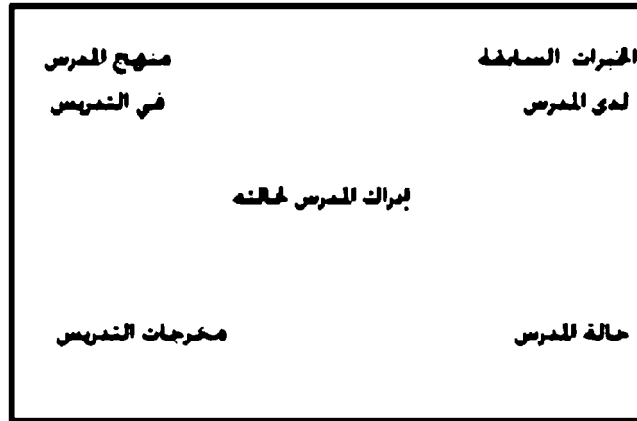 الخبرات السابقة
لدى المدرس
منهج المدرس
في التدريس
إدراك المدرس لحالته
حالة المدرس
مخرجات التدريس